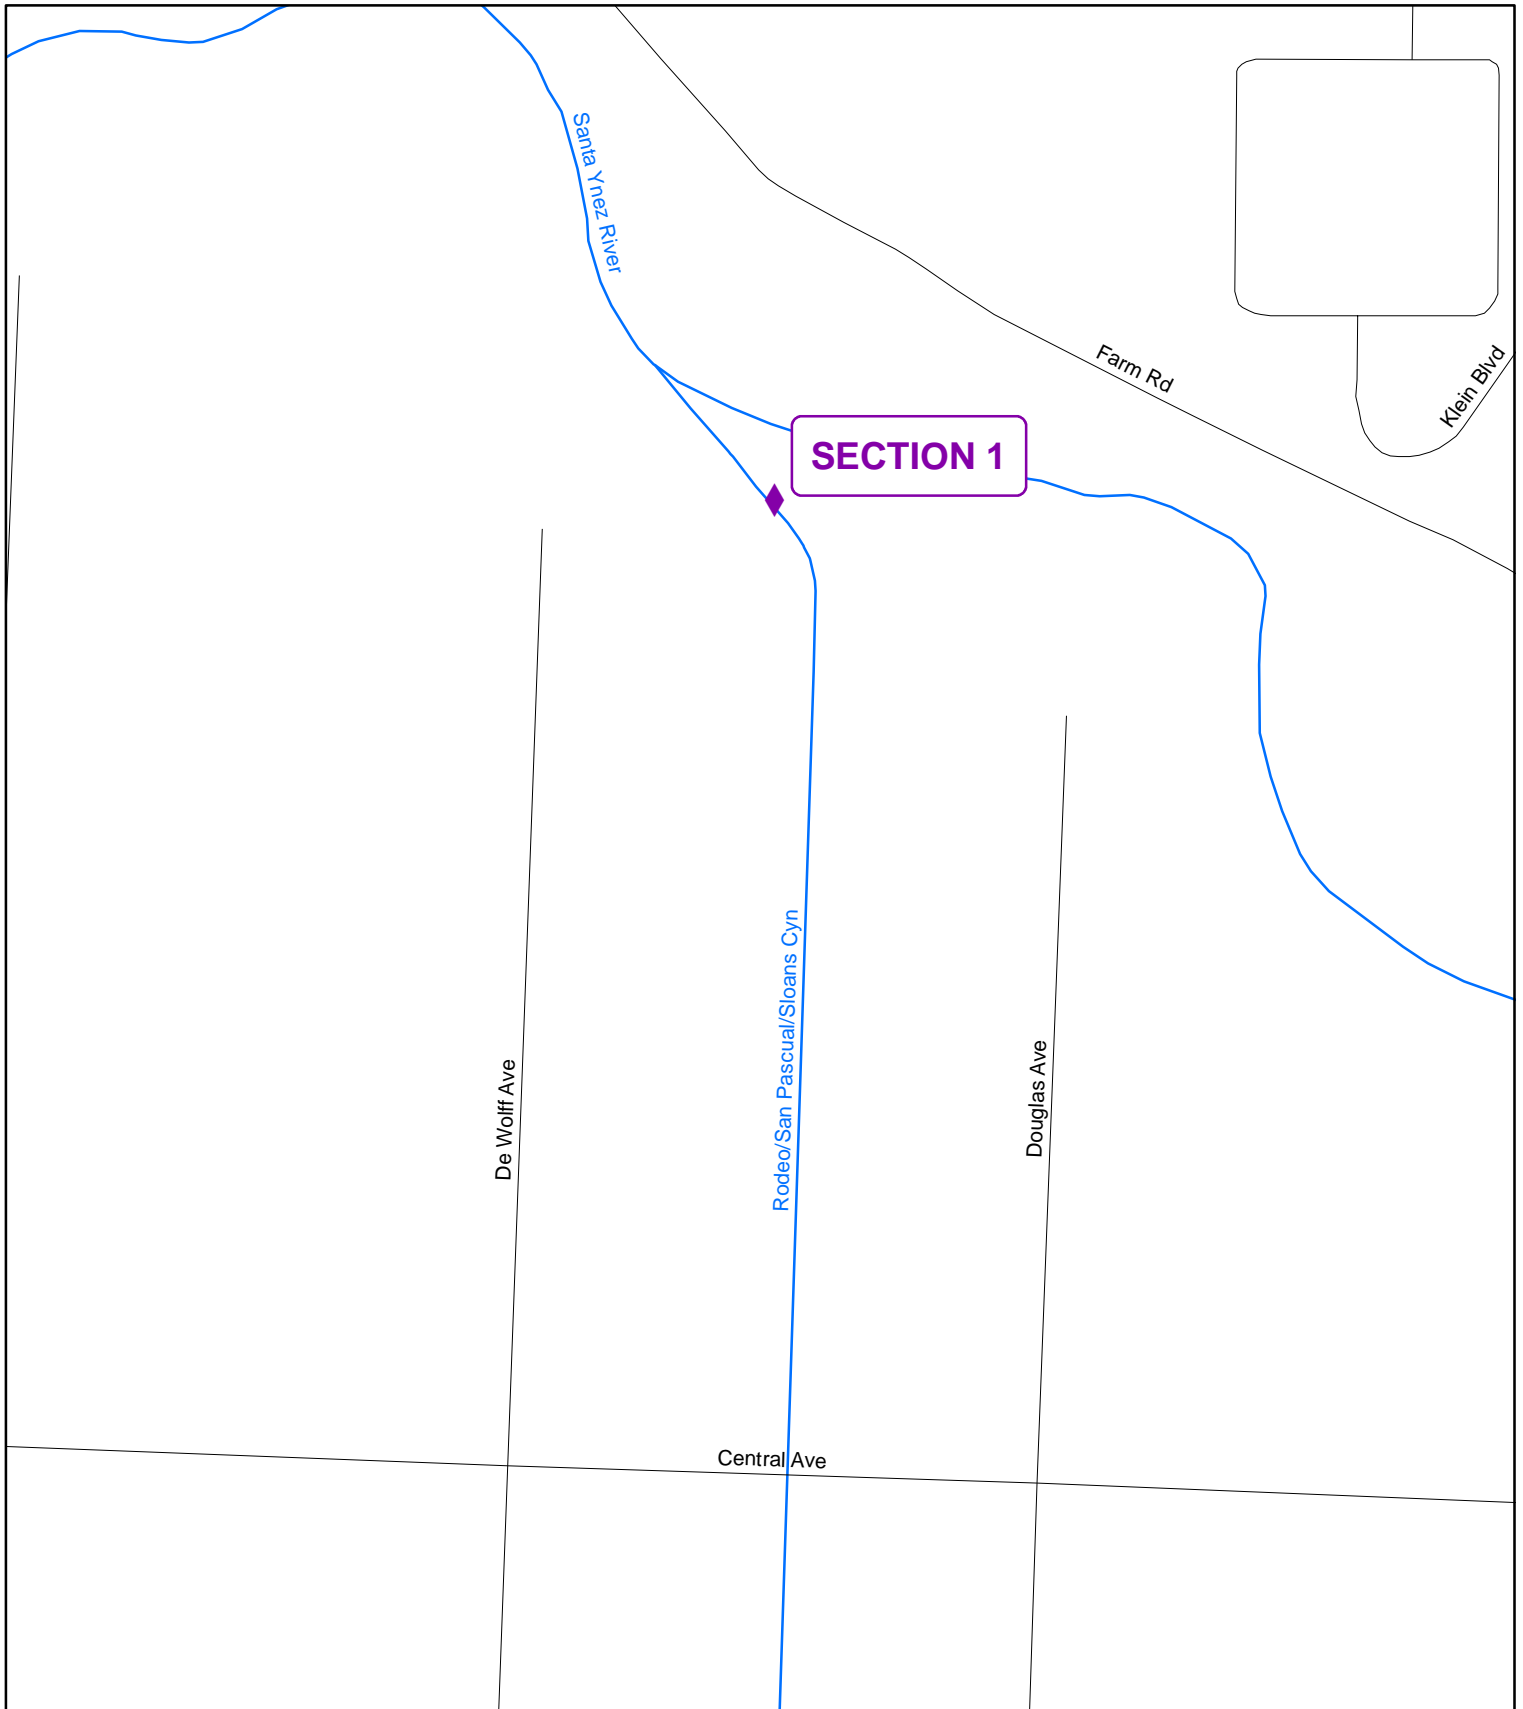 Santa Ynez River
Farm Rd
Klein Blvd
SECTION 1
Rodeo/San Pascual/Sloans Cyn
De Wolff Ave
Douglas Ave
Central Ave